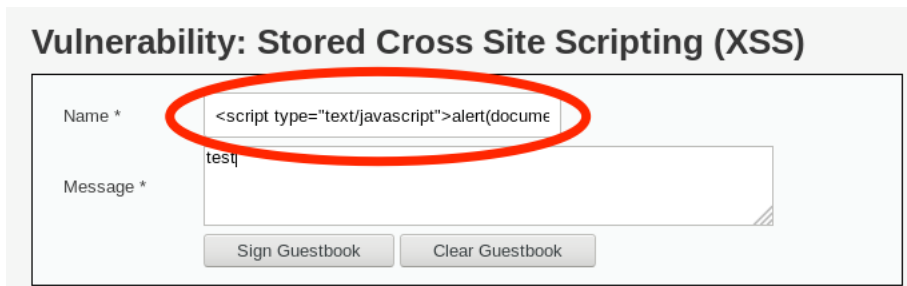 Vulnerability: Stored Cross Site Scripting (XSS)
Name * <script type="text/javascript">alert(docume
test
Message *
Sign Guestbook Clear Guestbook